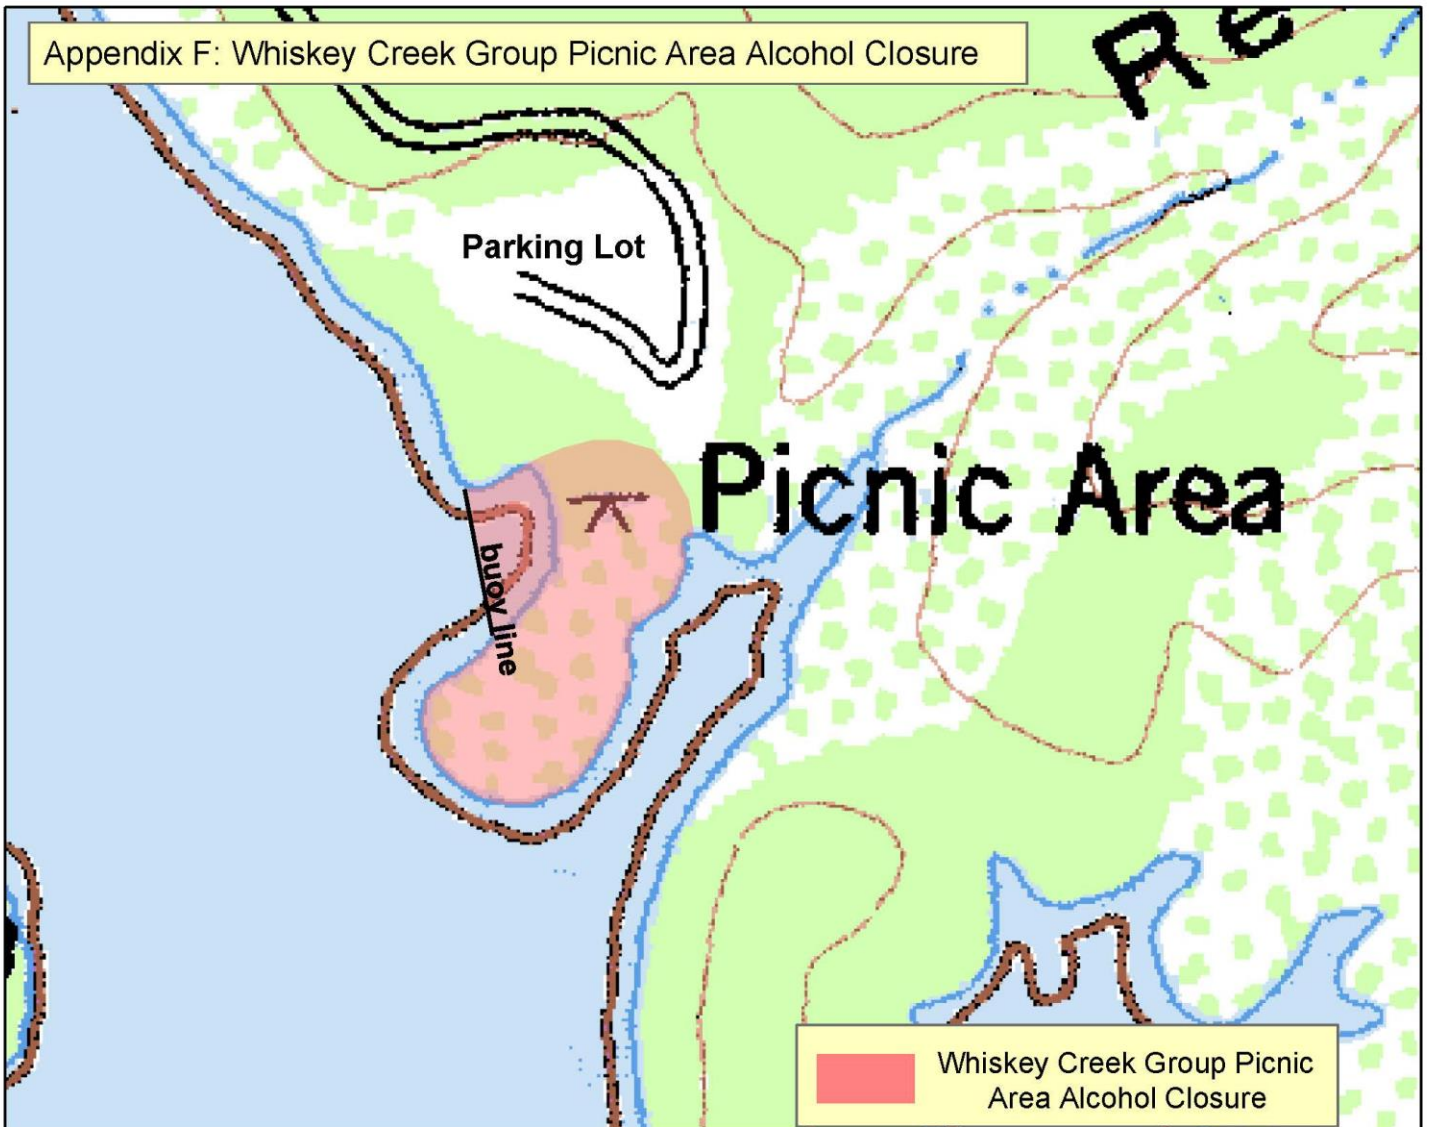 Appendix F: Whiskey Creek Group Picnic Area Alcohol Closure
Re
Parking Lot
Picnic Area
buoy line
Whiskey Creek Group Picnic
Area Alcohol Closure